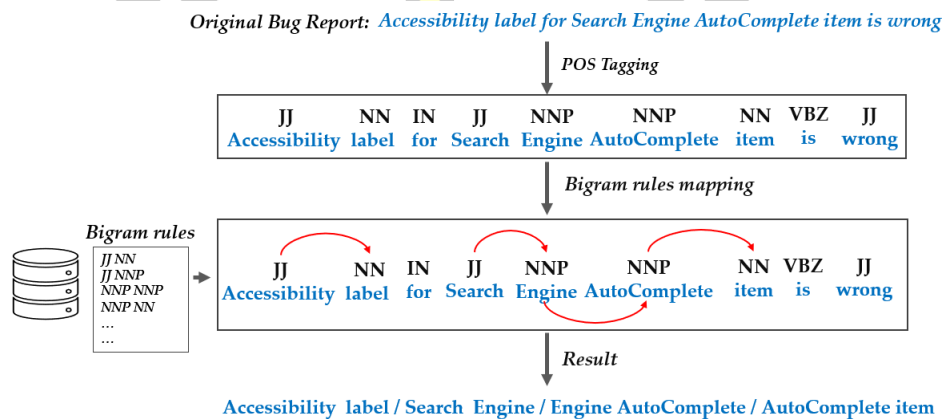 Original Bug Report: Accessibility label for Search Engine AutoComplete item is wrong
POS Tagging
JJ NN IN JJ NNP NNP NN VBZ JJ
Accessibility label for Search Engine AutoComplete item is wrong
Bigram rules mapping
Bigram rules
JJ NN
JJ NNP
NNP NNP
NNP NN
...
...
JJ NN IN JJ NNP NNP NN VBZ JJ
Accessibility label for Search Engine AutoComplete item is wrong
Result
Accessibility label / Search Engine / Engine AutoComplete / AutoComplete item